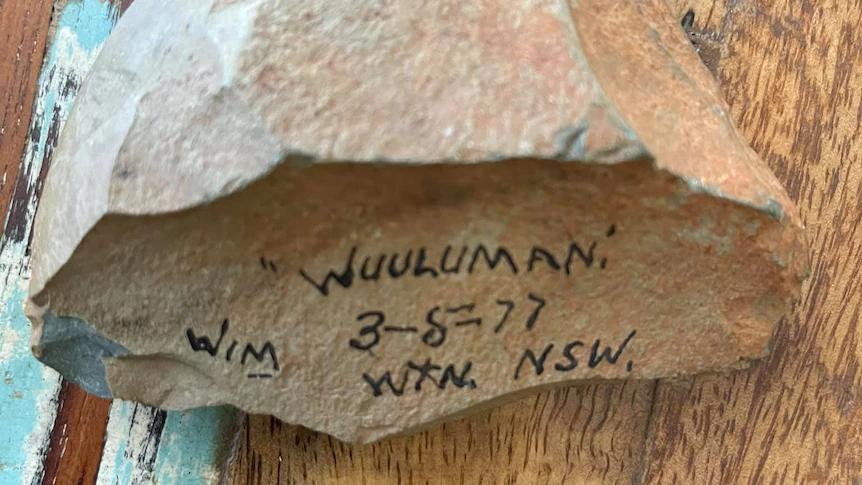 "WUULUMAN."
3-8-77
WIM WTN. NSW.